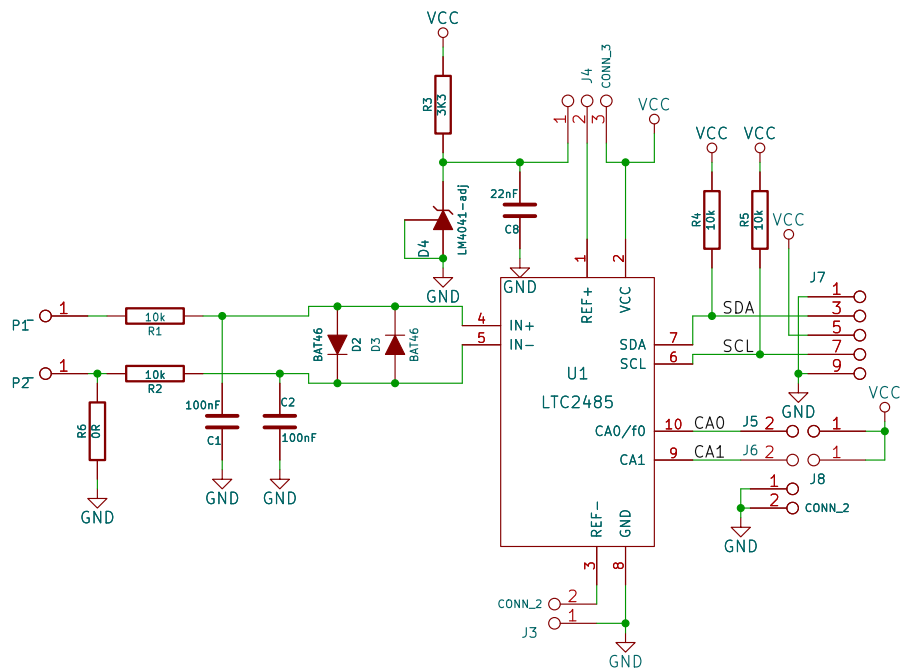 VCC
R3
3K3
J4
CONN_3
1
2
3
VCC
VCC
VCC
22nF
C8
LM4041-adj
D4
GND
GND
R4
10k
R5
10k
VCC
J7
1
3
5
7
9
GND
P1
1
10k
R1
P2
1
10k
R2
R6
0R
GND
100nF
C1
GND
C2
100nF
GND
BAT46
D2
D3
BAT46
4
IN+
5
IN-
1
REF+
2
VCC
U1
LTC2485
SDA
7
SDA
SCL
6
SCL
CA0/f0
10
CA0
J5
2
1
VCC
CA1
9
CA1
J6
2
1
J8
1
2
CONN_2
GND
REF-
3
GND
8
CONN_2
2
1
J3
GND